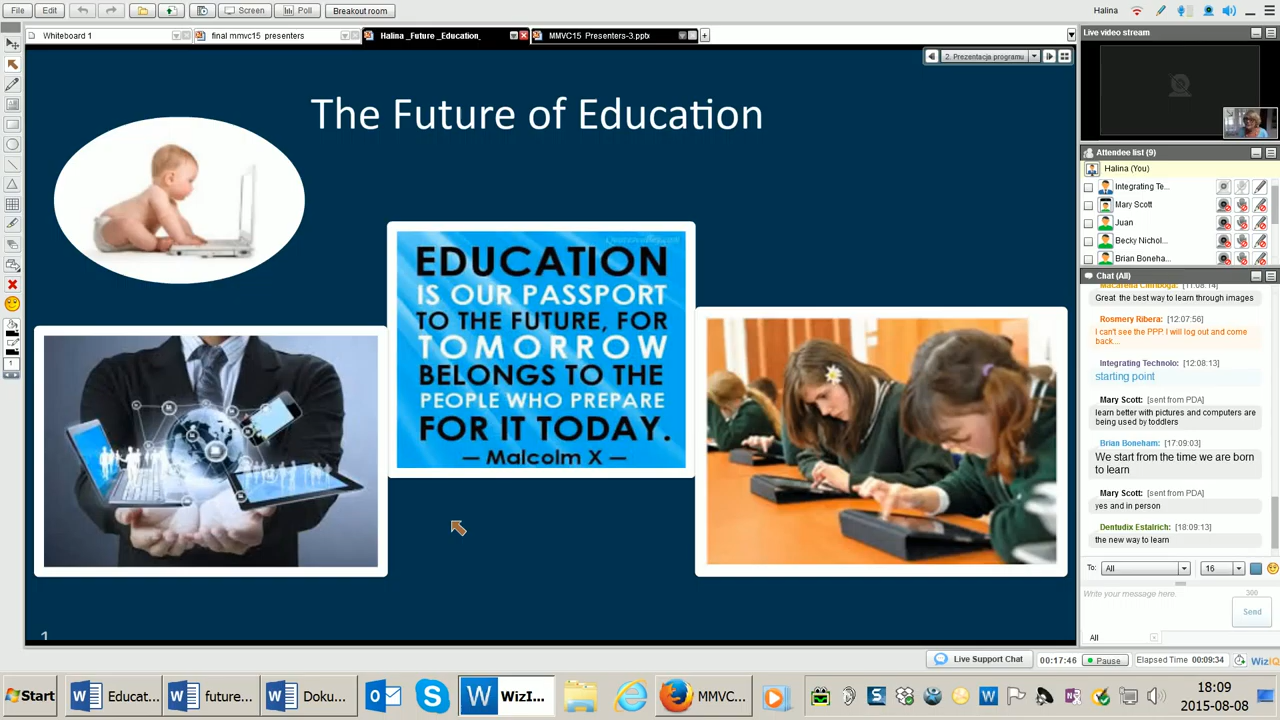 File
Edit
Screen
Poll
Breakout room
Halina
Whiteboard 1
final mmvc15 presenters
Halina _Future _Education_
MMVC15 Presenters-3.pptx
2. Prezentacja programu
The Future of Education
EDUCATION
IS OUR PASSPORT
TO THE FUTURE, FOR
TOMORROW
BELONGS TO THE
PEOPLE WHO PREPARE
FOR IT TODAY.
— Malcolm X —
1
1
Live video stream
Attendee list (9)
Halina (You)
Integrating Te...
Mary Scott
Juan
Becky Nichol...
Brian Boneha...
Chat (All)
Macarena Chiriboga: [11:08:14]
Great the best way to learn through images
Rosmery Ribera: [12:07:56]
I can't see the PPP. I will log out and come
back...
Integrating Technolo: [12:08:13]
starting point
Mary Scott: [sent from PDA]
learn better with pictures and computers are
being used by toddlers
Brian Boneham: [17:09:03]
We start from the time we are born
to learn
Mary Scott: [sent from PDA]
yes and in person
Dentudix Estalrich: [18:09:13]
the new way to learn
To: All 16
Write your message here. 300
Send
All
Live Support Chat
00:17:46
Pause
Elapsed Time 00:09:34
WizIQ
Start
Educat...
future...
Doku...
WizI...
MMVC...
18:09
2015-08-08